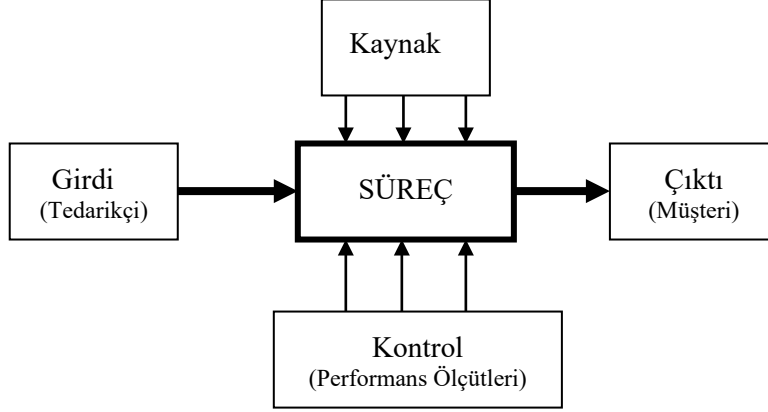 Kaynak
Girdi
(Tedarikçi)
SÜREÇ
Çıktı
(Müşteri)
Kontrol
(Performans Ölçütleri)